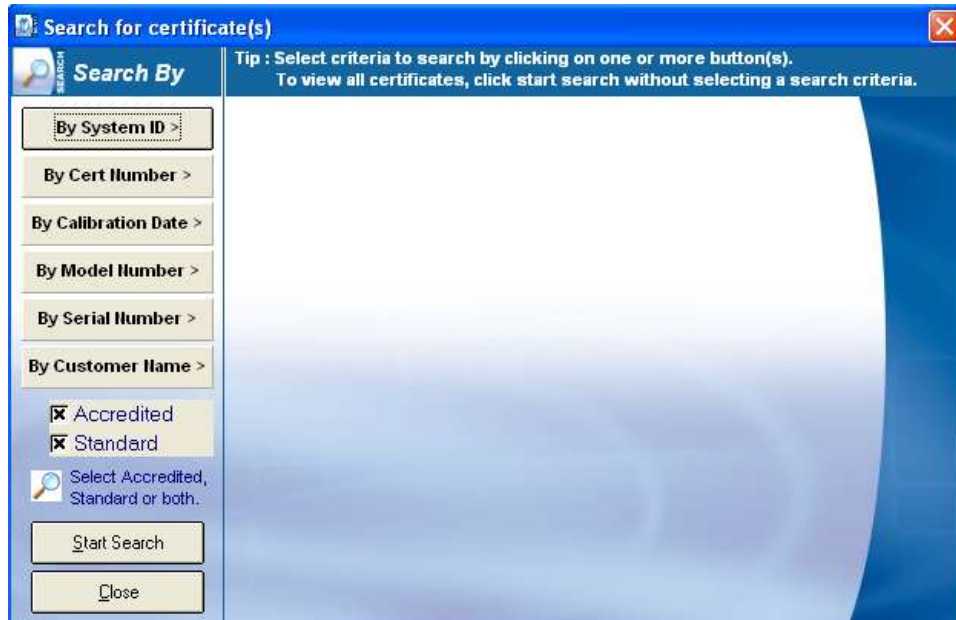 Search for certificate(s)
SEARCH
Search By
Tip : Select criteria to search by clicking on one or more button(s).
To view all certificates, click start search without selecting a search criteria.
By System ID >
By Cert Number >
By Calibration Date >
By Model Number >
By Serial Number >
By Customer Name >
Accredited
Standard
Select Accredited,
Standard or both.
Start Search
Close